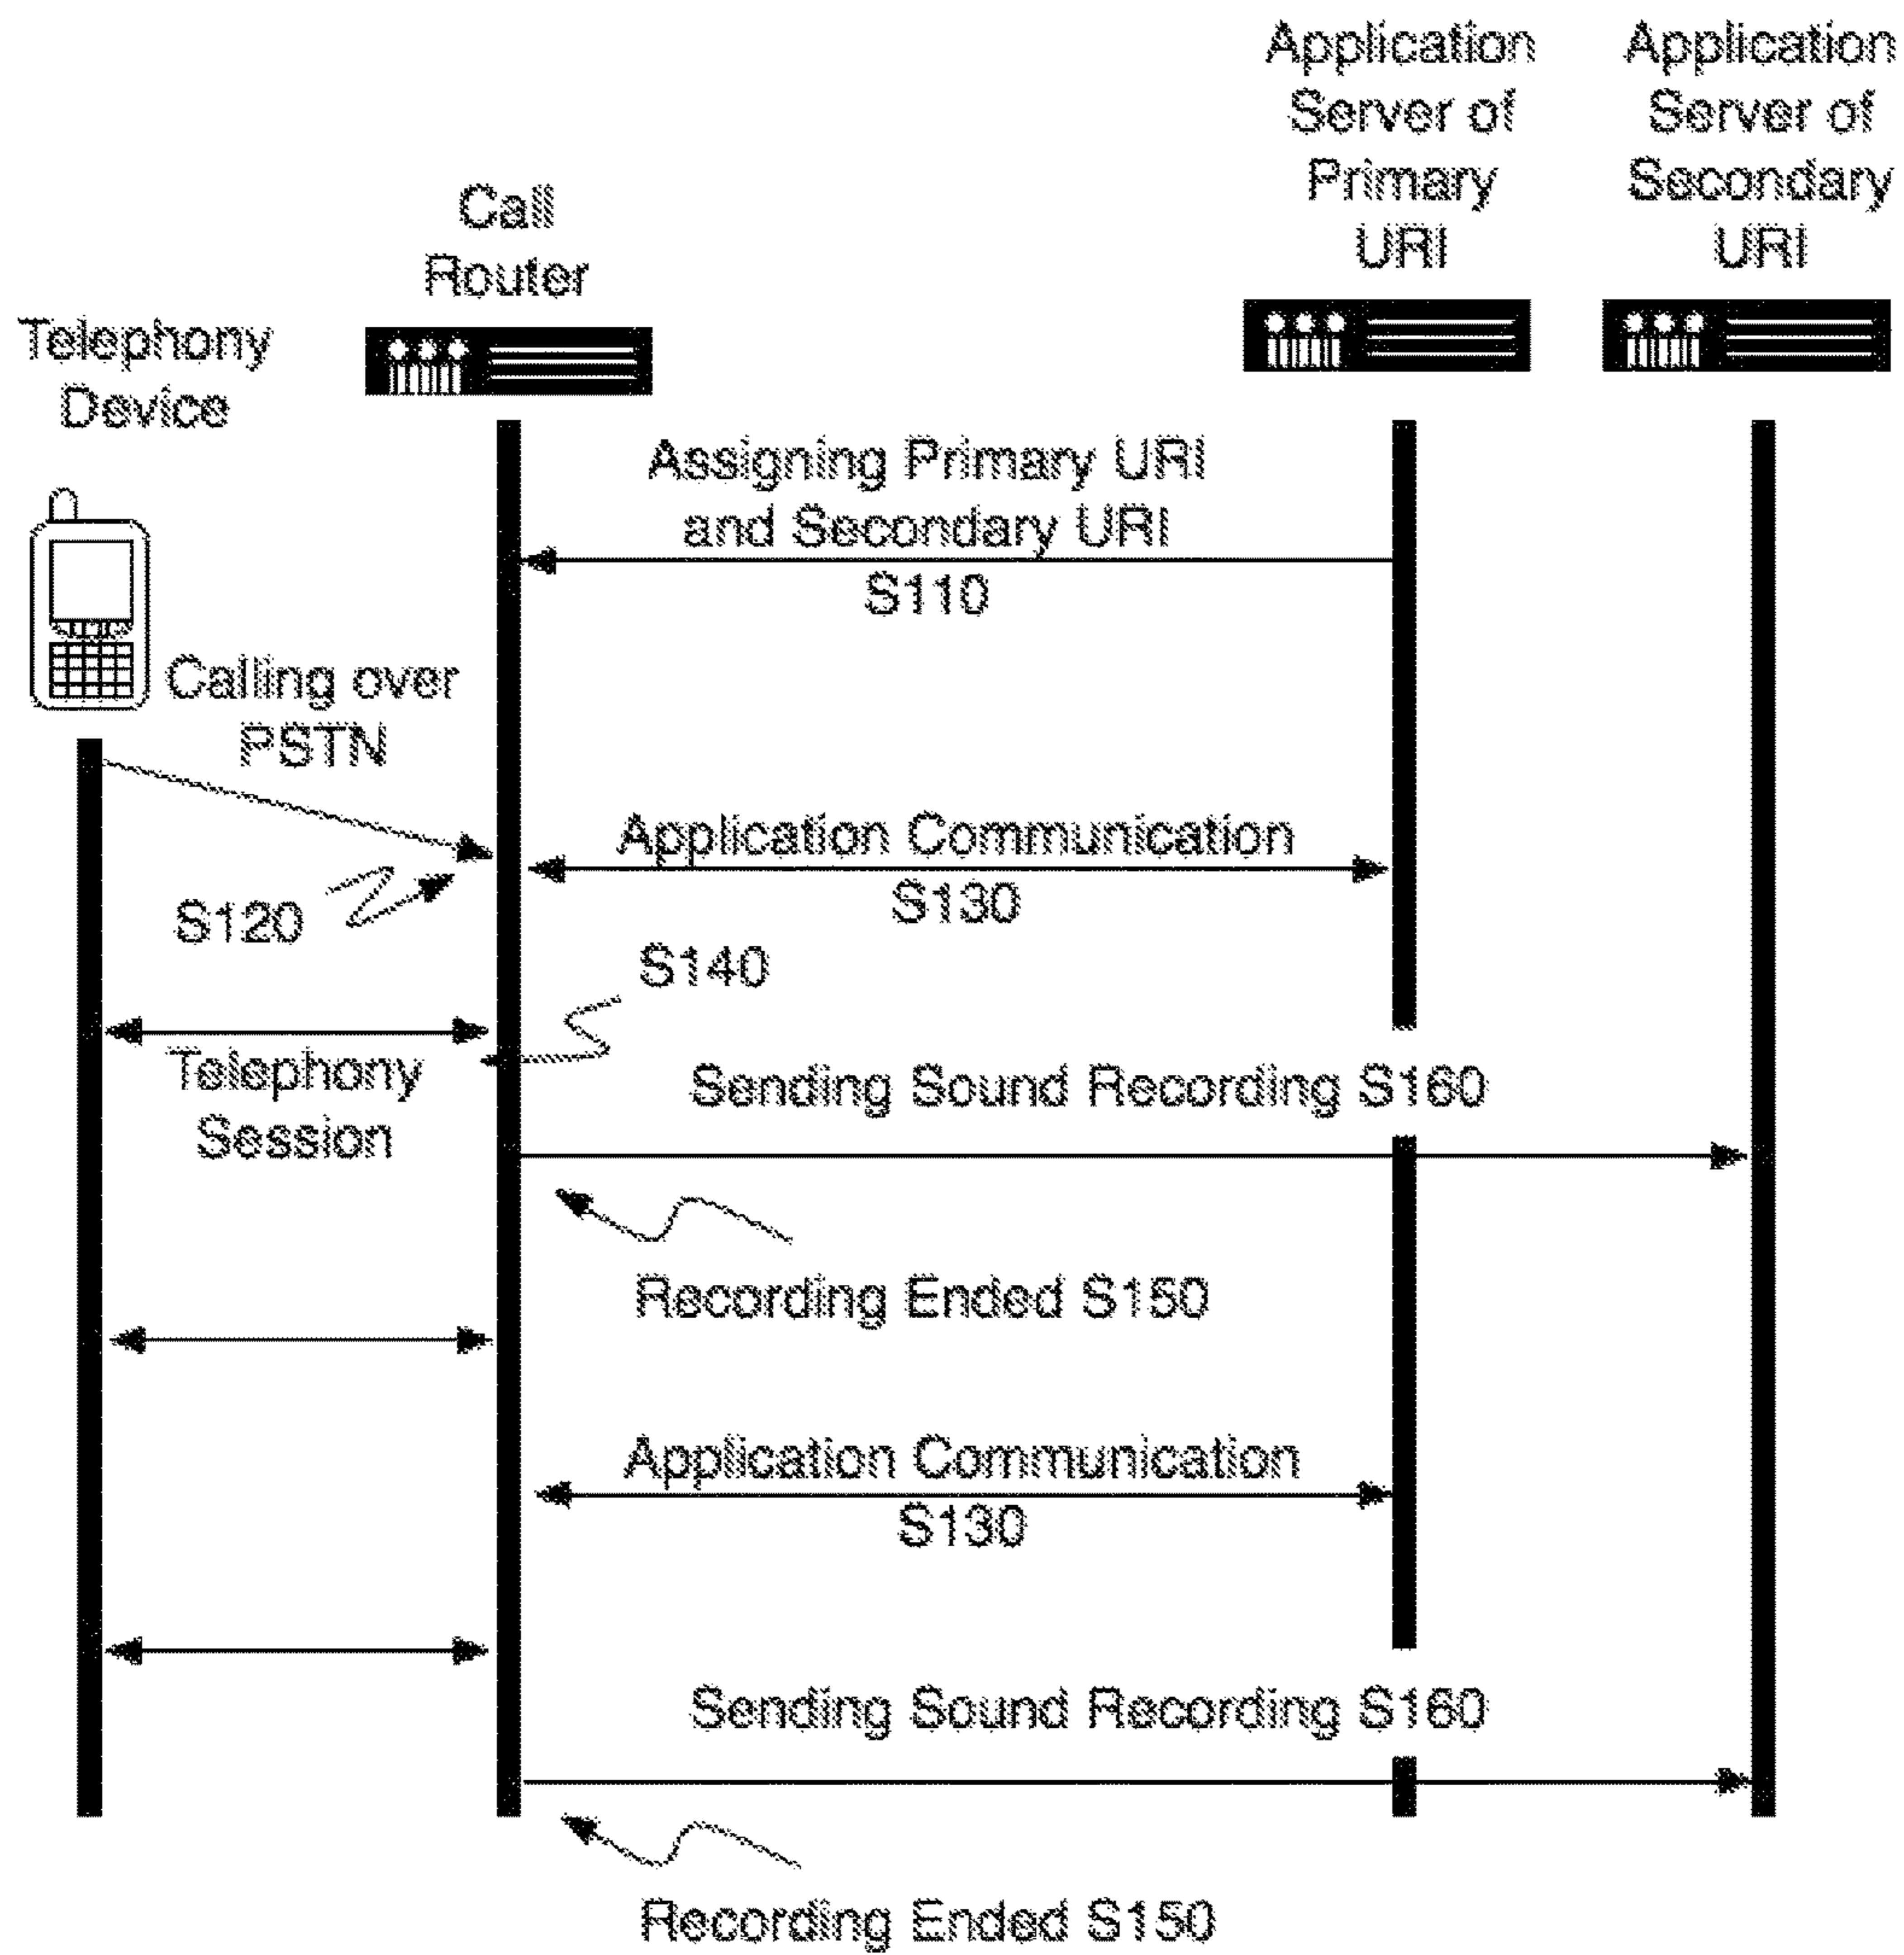 Application
Server of
Primary
URI
Application
Server of
Secondary
URI
Call
Router
Telephony
Device
Assigning Primary URI
and Secondary URI
S110
Calling over
PSTN
Application Communication
S130
S120
S140
Telephony
Session
Sending Sound Recording S160
Recording Ended S150
Application Communication
S130
Sending Sound Recording S160
Recording Ended S150